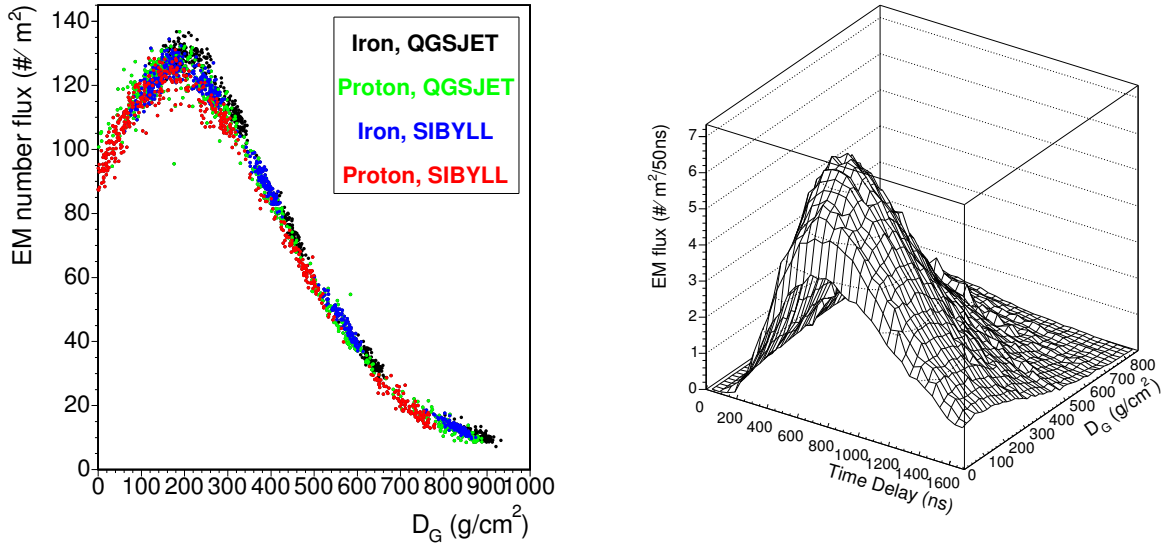 EM number flux (#/ m²)
140
120
100
80
60
40
20
0
Iron, QGSJET
Proton, QGSJET
Iron, SIBYLL
Proton, SIBYLL
0 100 200 300 400 500 600 700 800 900 1000
D_G (g/cm²)
EM flux (#/ m²/50ns)
7
6
5
4
3
2
1
0
0 200 400 600 800 1000 1200 1400 1600
Time Delay (ns)
0 100 200 300 400 500 600 700 800
D_G (g/cm²)